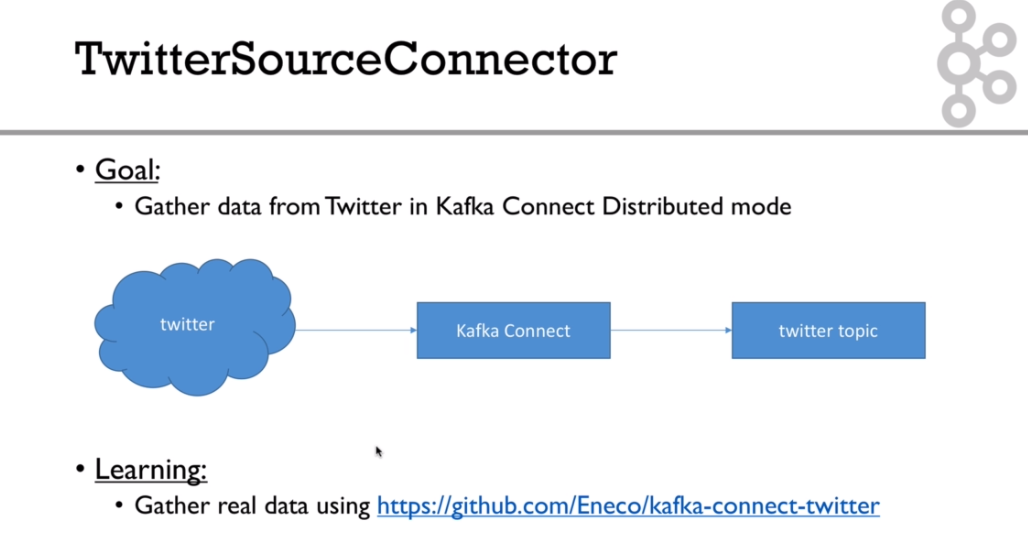 TwitterSourceConnector
• Goal:
• Gather data from Twitter in Kafka Connect Distributed mode
twitter
Kafka Connect
twitter topic
• Learning:
• Gather real data using https://github.com/Eneco/kafka-connect-twitter